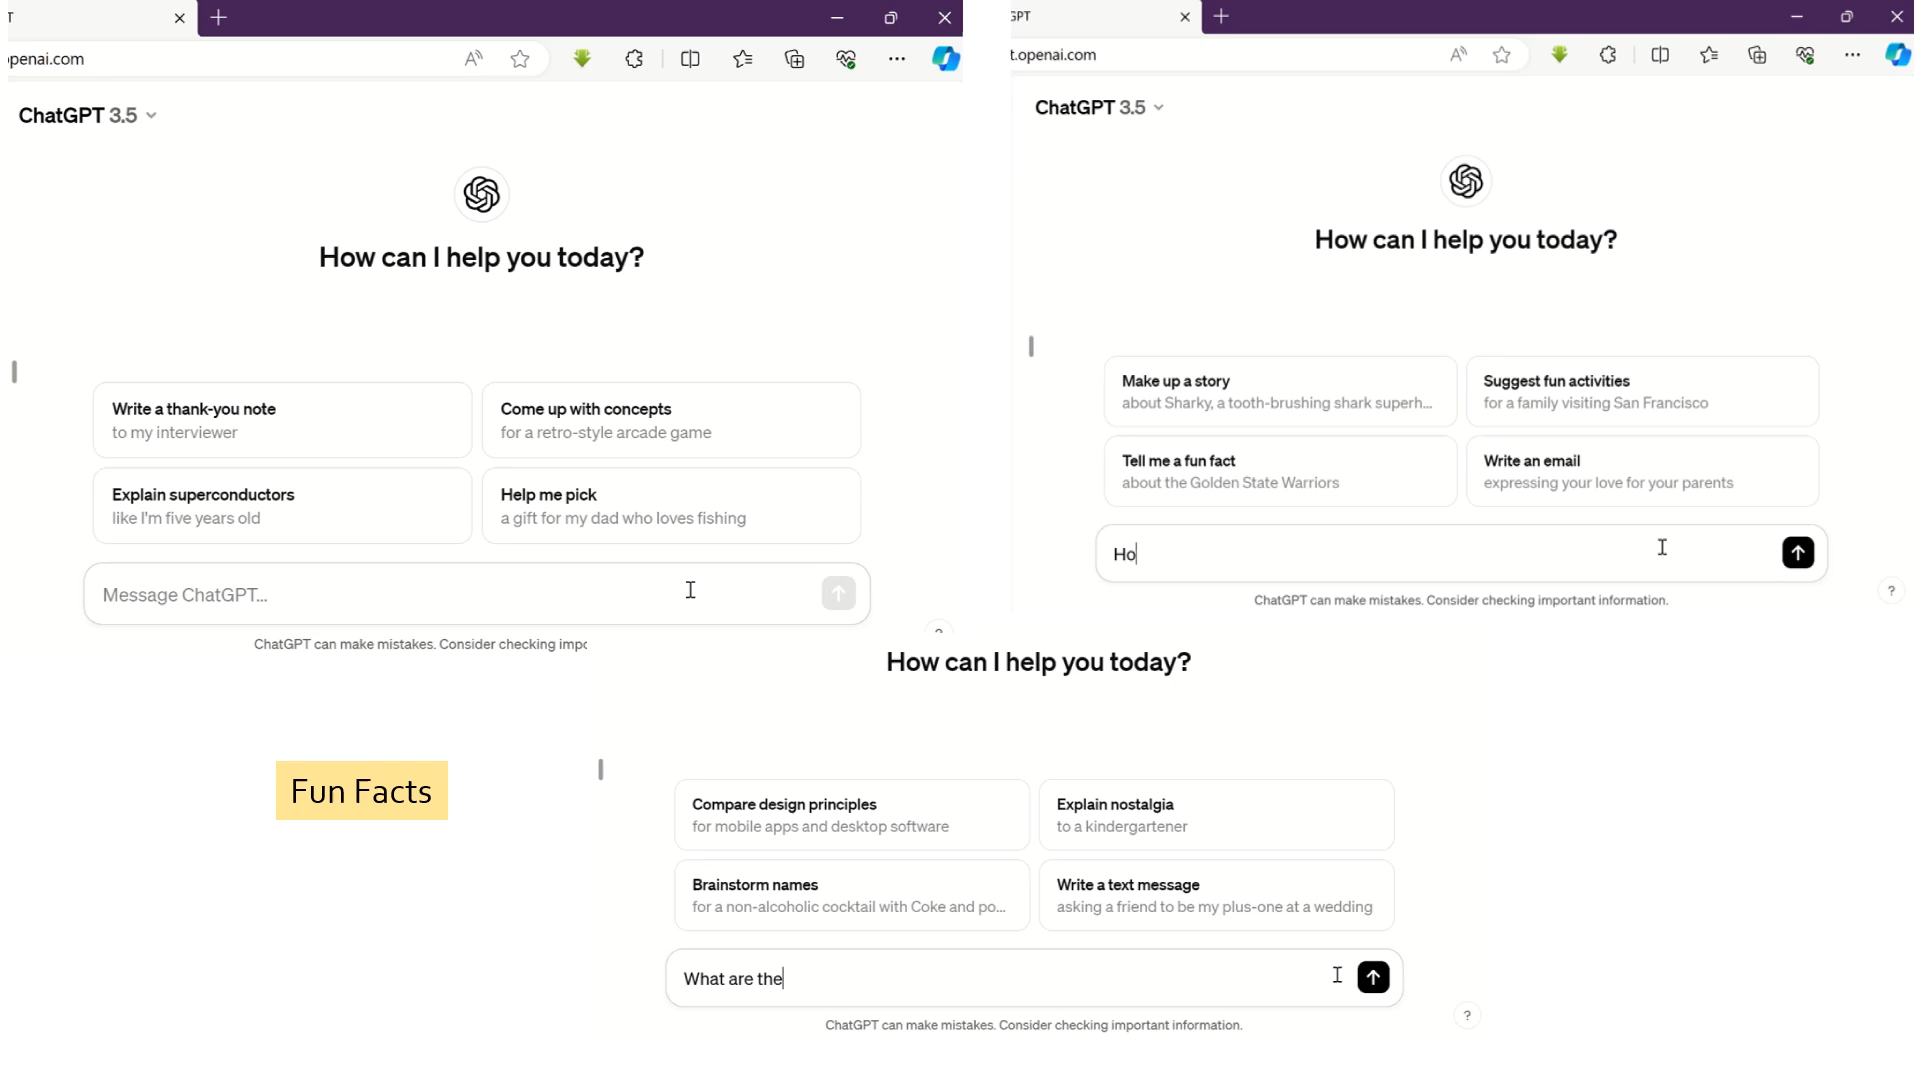 T
penai.com
ChatGPT 3.5
How can I help you today?
Write a thank-you note
to my interviewer
Come up with concepts
for a retro-style arcade game
Explain superconductors
like I'm five years old
Help me pick
a gift for my dad who loves fishing
Message ChatGPT...
ChatGPT can make mistakes. Consider checking impo
?
GPT
t.openai.com
ChatGPT 3.5
How can I help you today?
Make up a story
about Sharky, a tooth-brushing shark superh...
Suggest fun activities
for a family visiting San Francisco
Tell me a fun fact
about the Golden State Warriors
Write an email
expressing your love for your parents
Ho
ChatGPT can make mistakes. Consider checking important information.
?
How can I help you today?
Fun Facts
Compare design principles
for mobile apps and desktop software
Explain nostalgia
to a kindergartener
Brainstorm names
for a non-alcoholic cocktail with Coke and po...
Write a text message
asking a friend to be my plus-one at a wedding
What are the
ChatGPT can make mistakes. Consider checking important information.
?